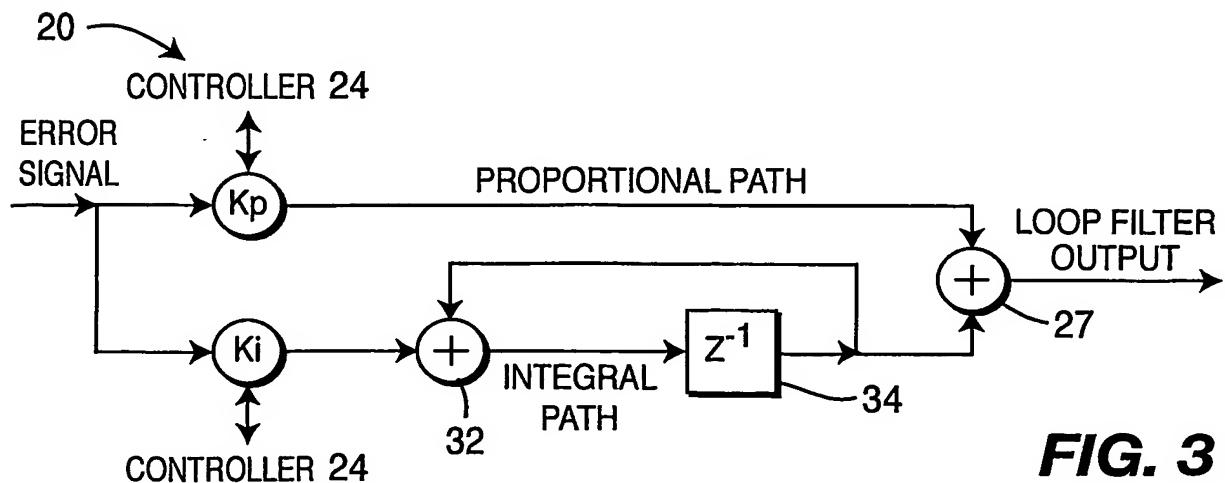 20
CONTROLLER 24
ERROR
SIGNAL
Kp
PROPORTIONAL PATH
LOOP FILTER
OUTPUT
+
27
Ki
+
Z⁻¹
INTEGRAL
PATH
32
34
CONTROLLER 24
FIG. 3